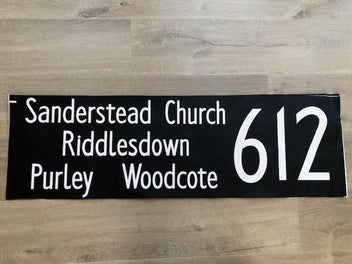 Sanderstead Church
Riddlesdown
Purley Woodcote
612